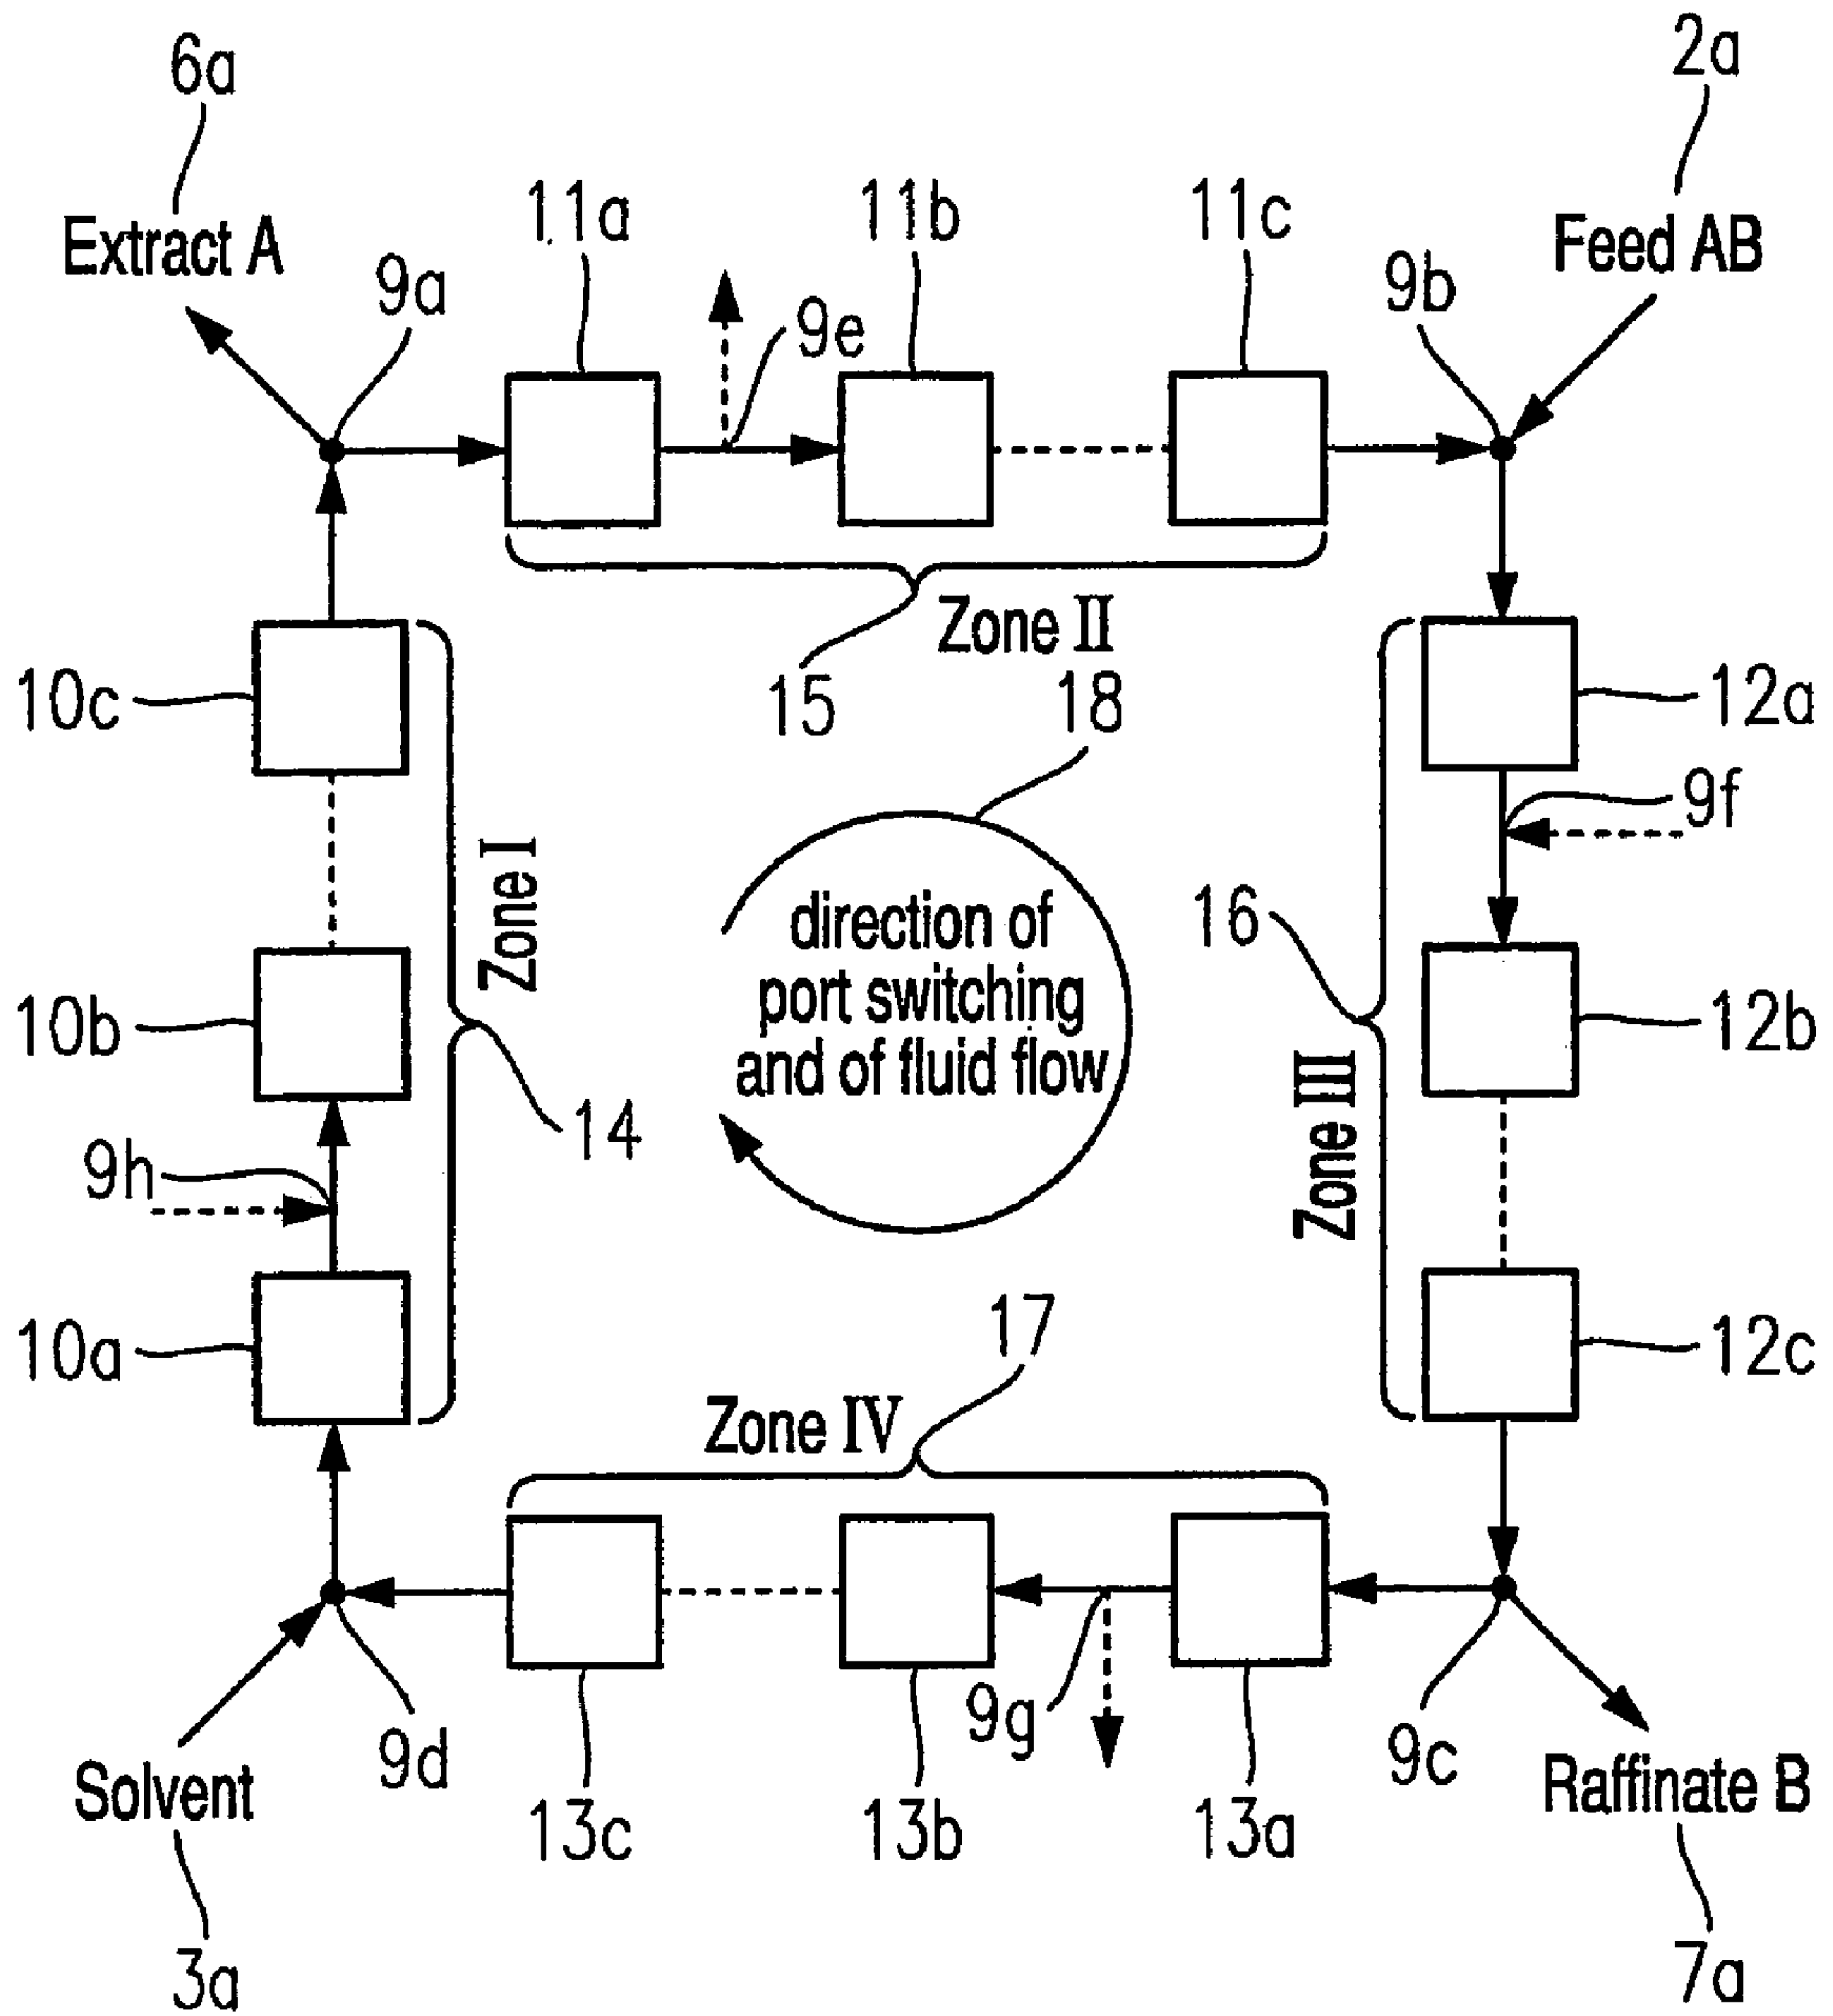 6a
2a
Extract A
11a
11b
11c
Feed AB
9a
9e
9b
10c
Zone II
12a
15
18
9f
Zone I
direction of
port switching
and of fluid flow
16
10b
12b
14
9h
Zone III
10a
17
12c
Zone IV
9g
9d
9c
Solvent
13c
13b
13a
Raffinate B
3a
7a